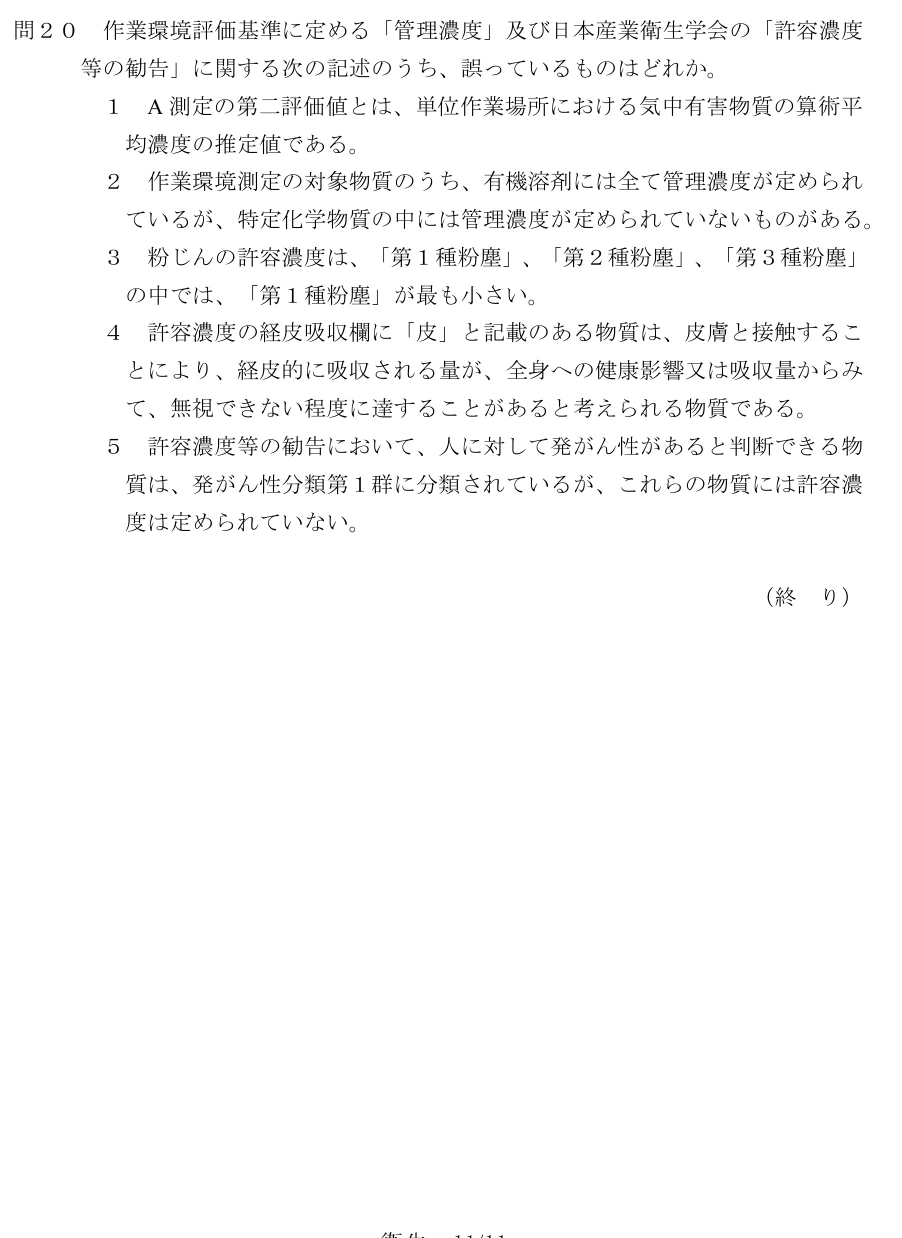 問２０　作業環境評価基準に定める「管理濃度」及び日本産業衛生学会の「許容濃度
等の勧告」に関する次の記述のうち、誤っているものはどれか。
１　A 測定の第二評価値とは、単位作業場所における気中有害物質の算術平
均濃度の推定値である。
２　作業環境測定の対象物質のうち、有機溶剤には全て管理濃度が定められ
ているが、特定化学物質の中には管理濃度が定められていないものがある。
３　粉じんの許容濃度は、「第１種粉塵」、「第２種粉塵」、「第３種粉塵」
の中では、「第１種粉塵」が最も小さい。
４　許容濃度の経皮吸収欄に「皮」と記載のある物質は、皮膚と接触するこ
とにより、経皮的に吸収される量が、全身への健康影響又は吸収量からみ
て、無視できない程度に達することがあると考えられる物質である。
５　許容濃度等の勧告において、人に対して発がん性があると判断できる物
質は、発がん性分類第１群に分類されているが、これらの物質には許容濃
度は定められていない。
（終　り）
衛生　11/11